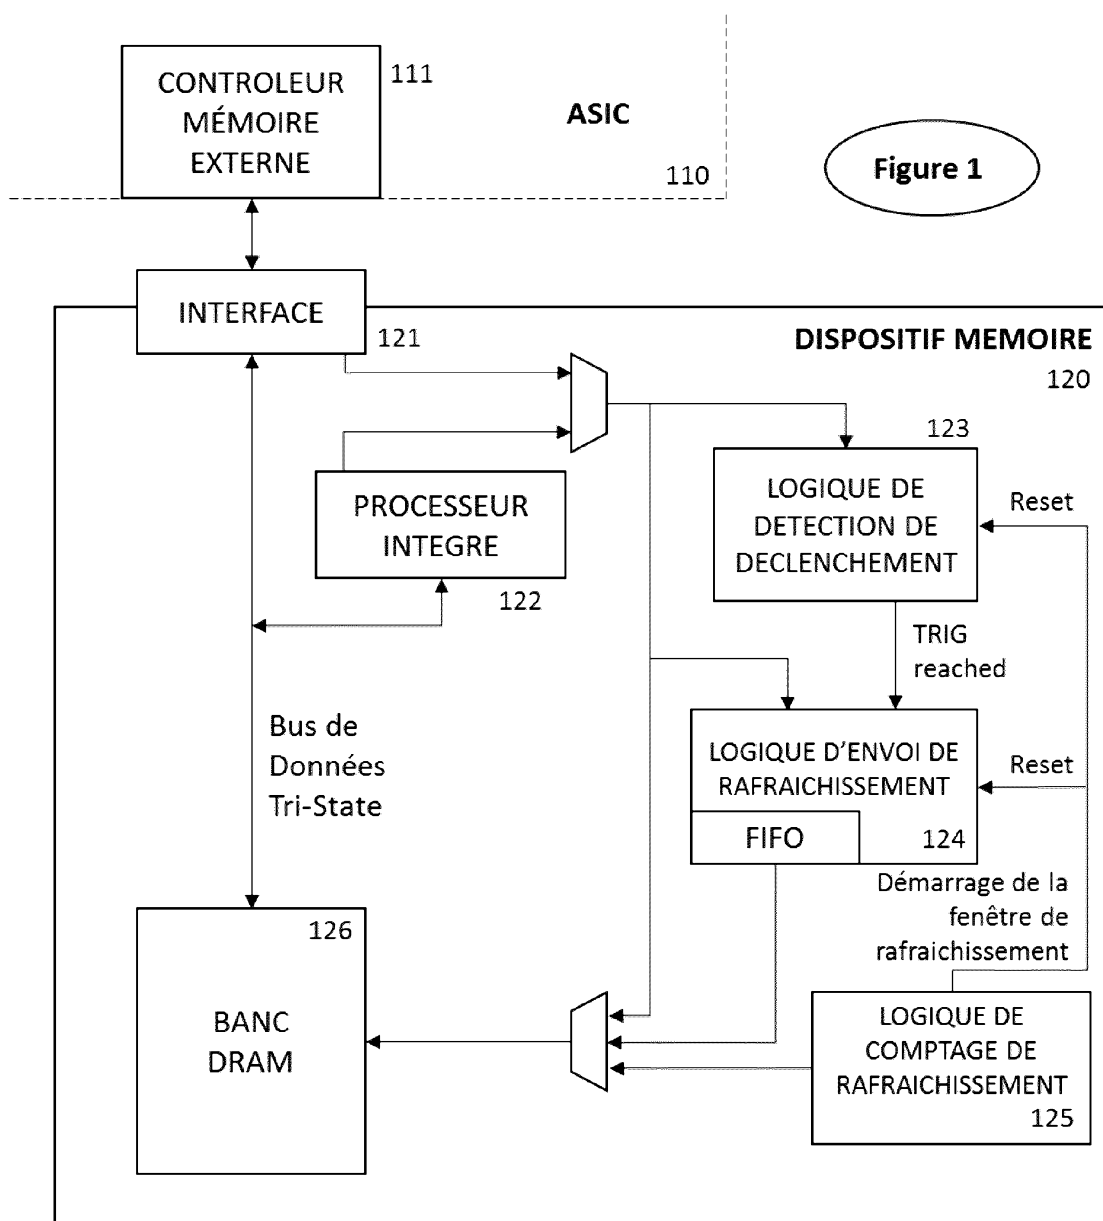 CONTROLEUR
MÉMOIRE
EXTERNE
111
ASIC
110
Figure 1
INTERFACE
121
DISPOSITIF MEMOIRE
120
PROCESSEUR
INTEGRE
122
123
LOGIQUE DE
DETECTION DE
DECLENCHEMENT
Reset
TRIG
reached
Bus de
Données
Tri-State
LOGIQUE D'ENVOI DE
RAFRAICHISSEMENT
FIFO
124
Reset
Démarrage de la
fenêtre de
rafraichissement
126
BANC
DRAM
LOGIQUE DE
COMPTAGE DE
RAFRAICHISSEMENT
125